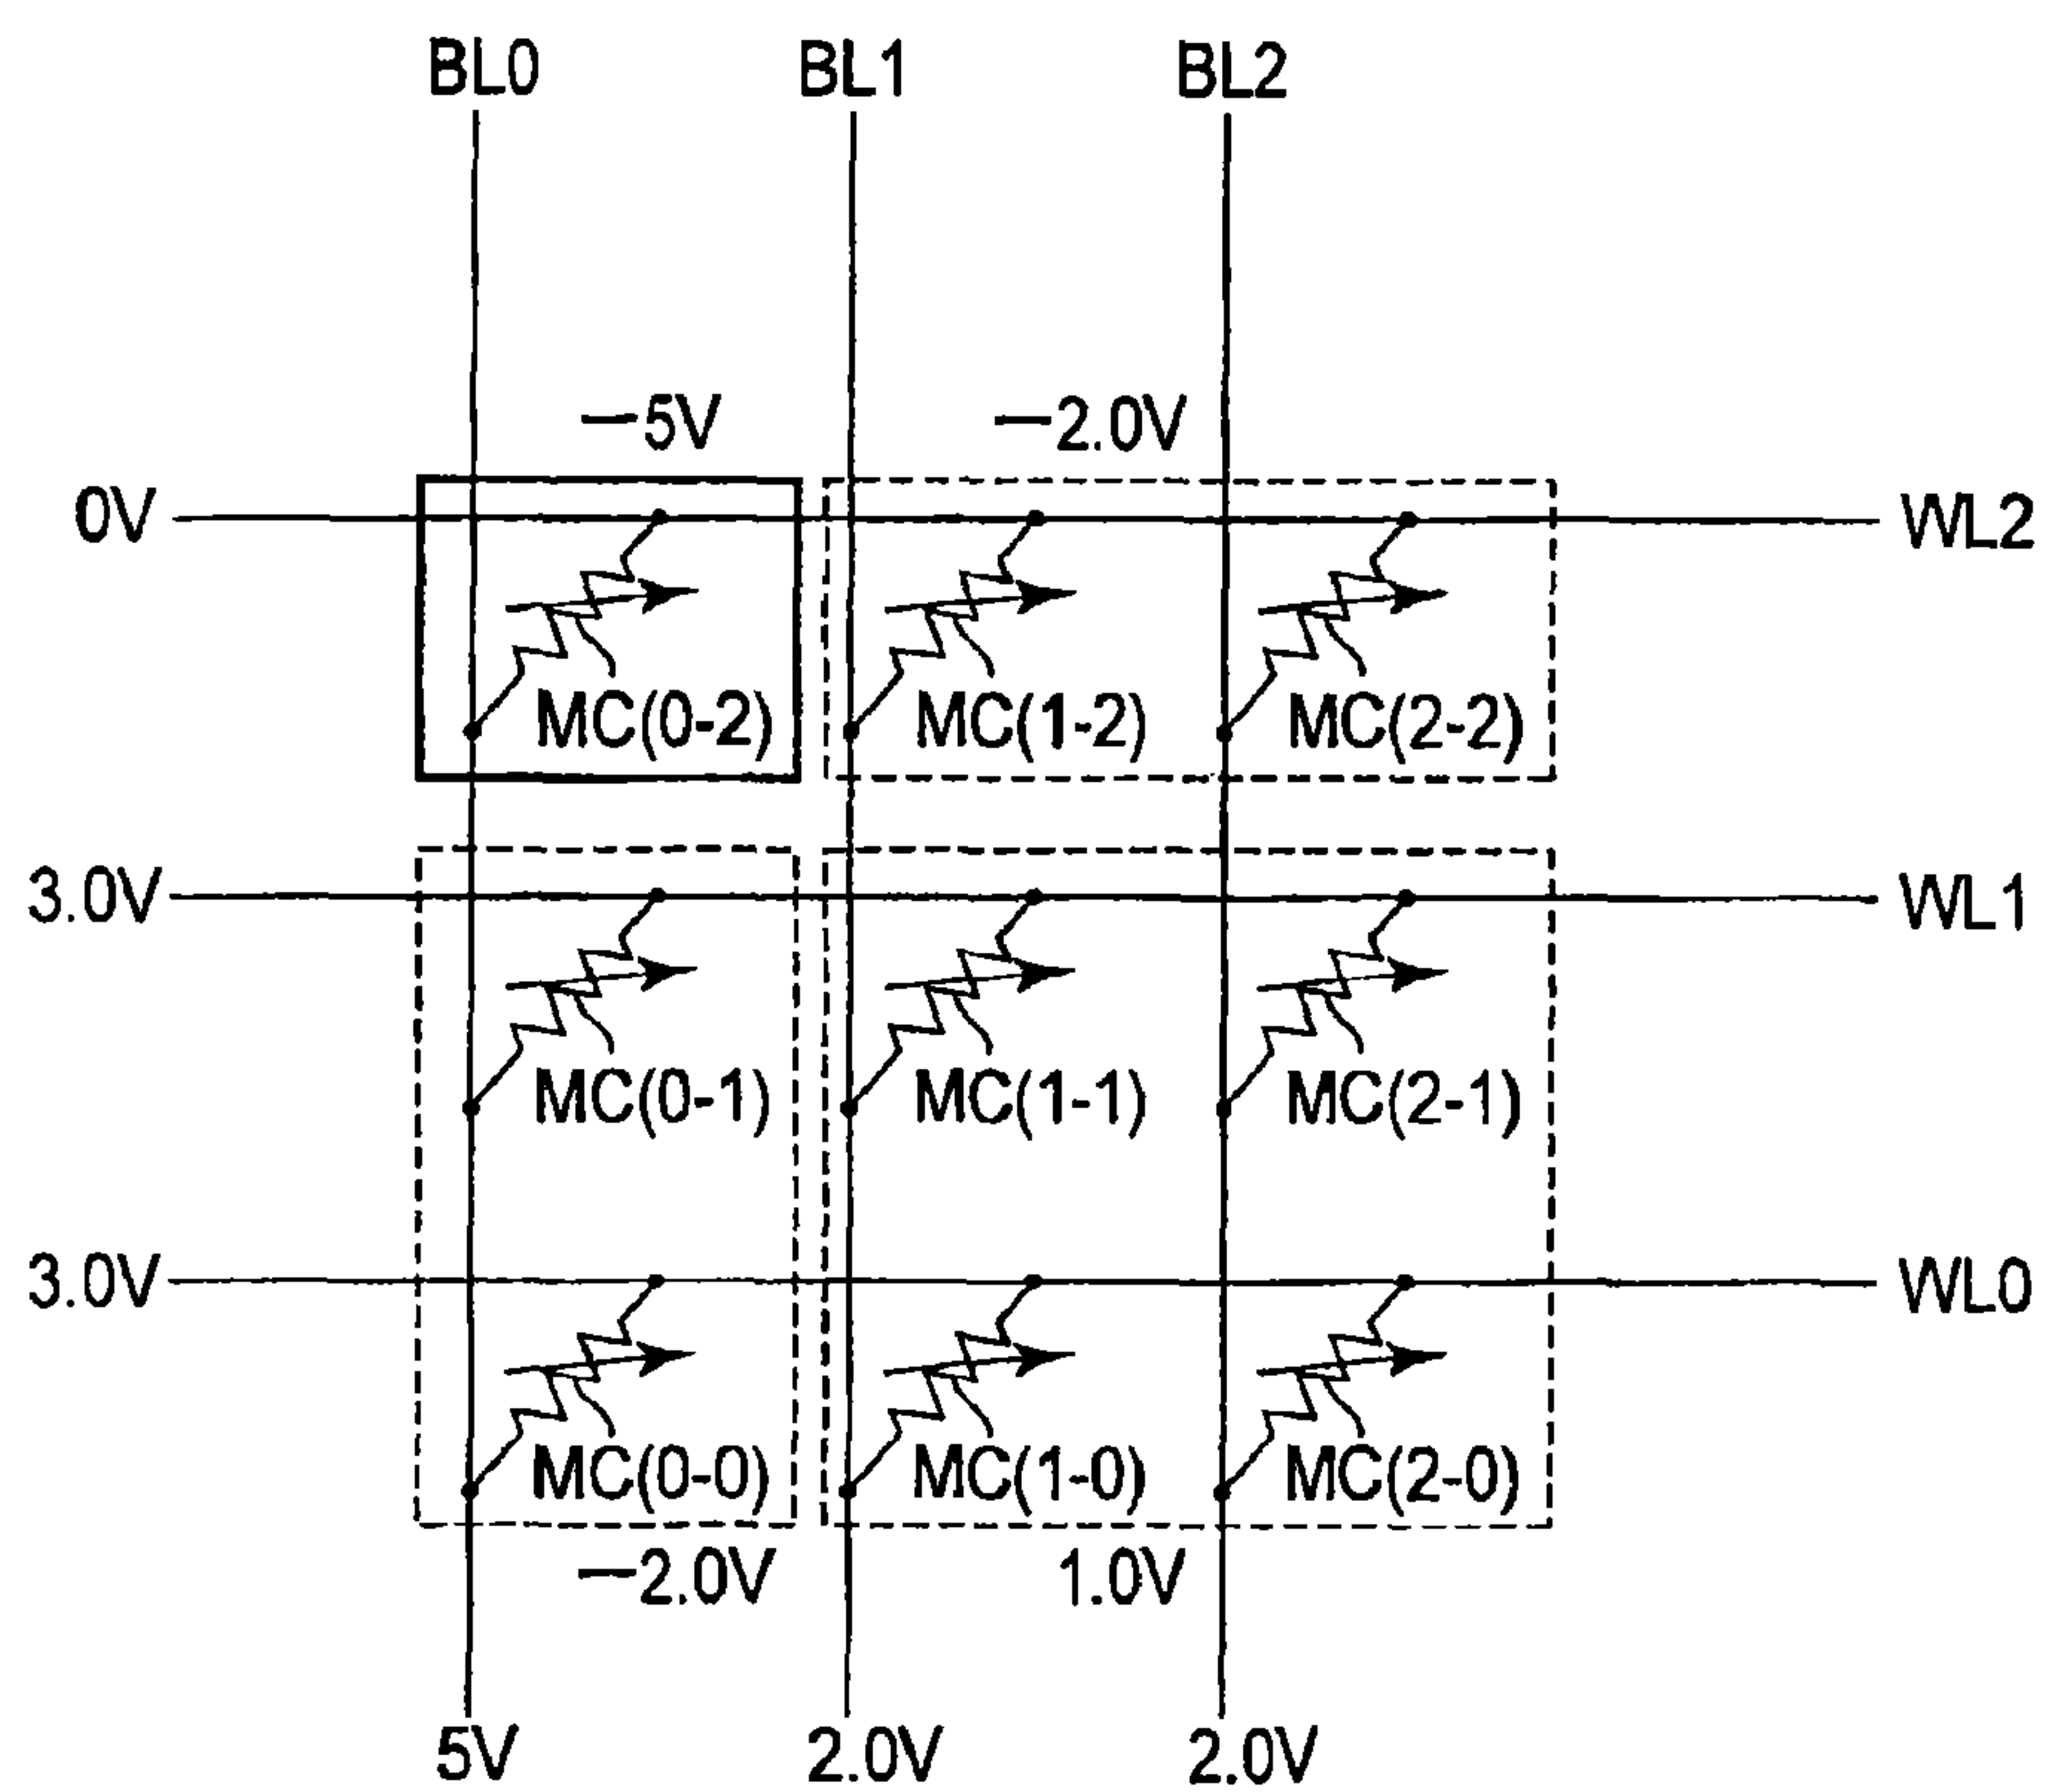 BL0 BL1 BL2
−5V −2.0V
0V WL2
MC(0-2) MC(1-2) MC(2-2)
3.0V WL1
MC(0-1) MC(1-1) MC(2-1)
3.0V WL0
MC(0-0) MC(1-0) MC(2-0)
−2.0V 1.0V
5V 2.0V 2.0V